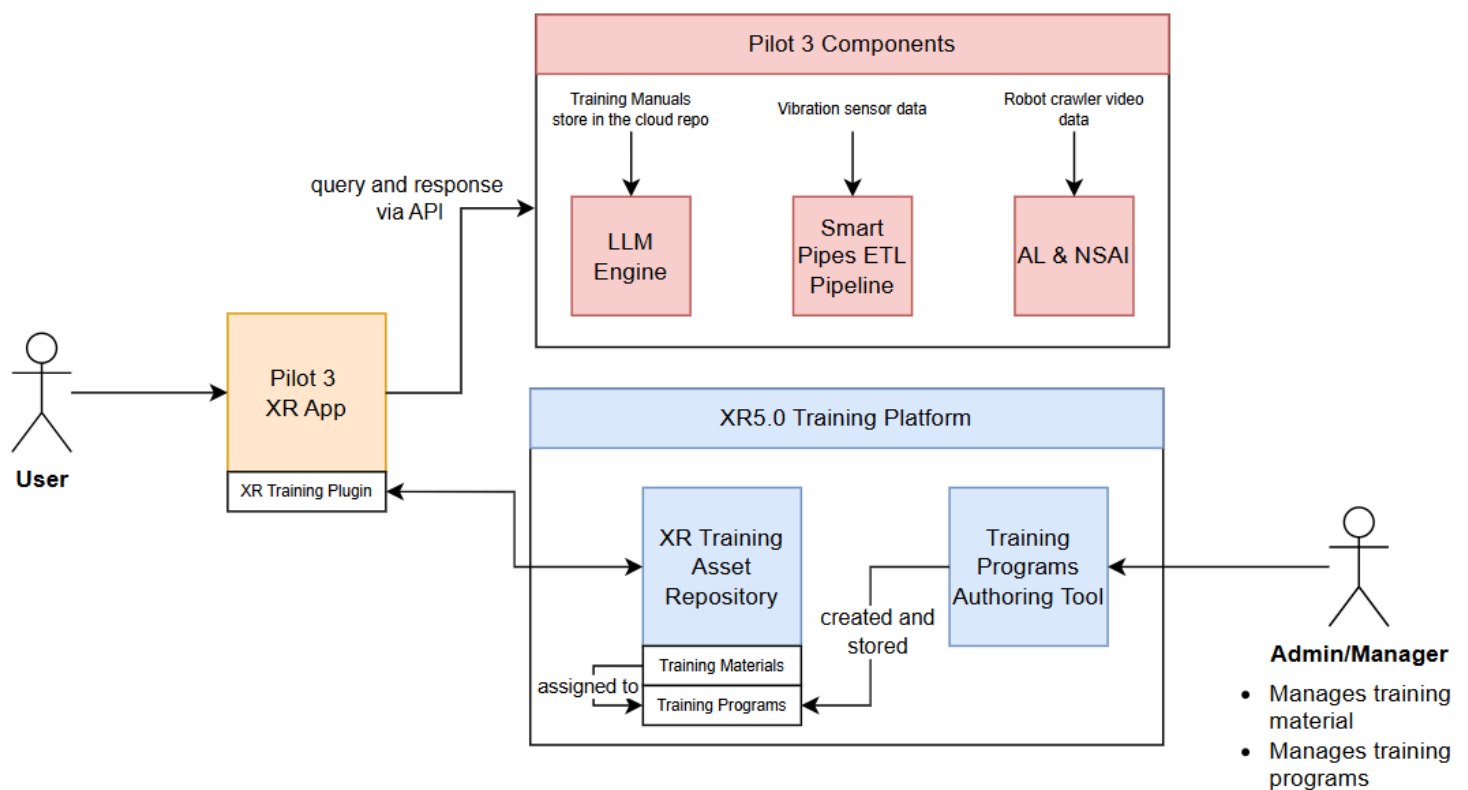 Pilot 3 Components
Training Manuals
store in the cloud repo
Vibration sensor data
Robot crawler video
data
query and response
via API
LLM
Engine
Smart
Pipes ETL
Pipeline
AL & NSAI
Pilot 3
XR App
XR Training Plugin
User
XR5.0 Training Platform
XR Training
Asset
Repository
Training
Programs
Authoring Tool
created and
stored
Training Materials
assigned to
Training Programs
Admin/Manager
• Manages training
material
• Manages training
programs